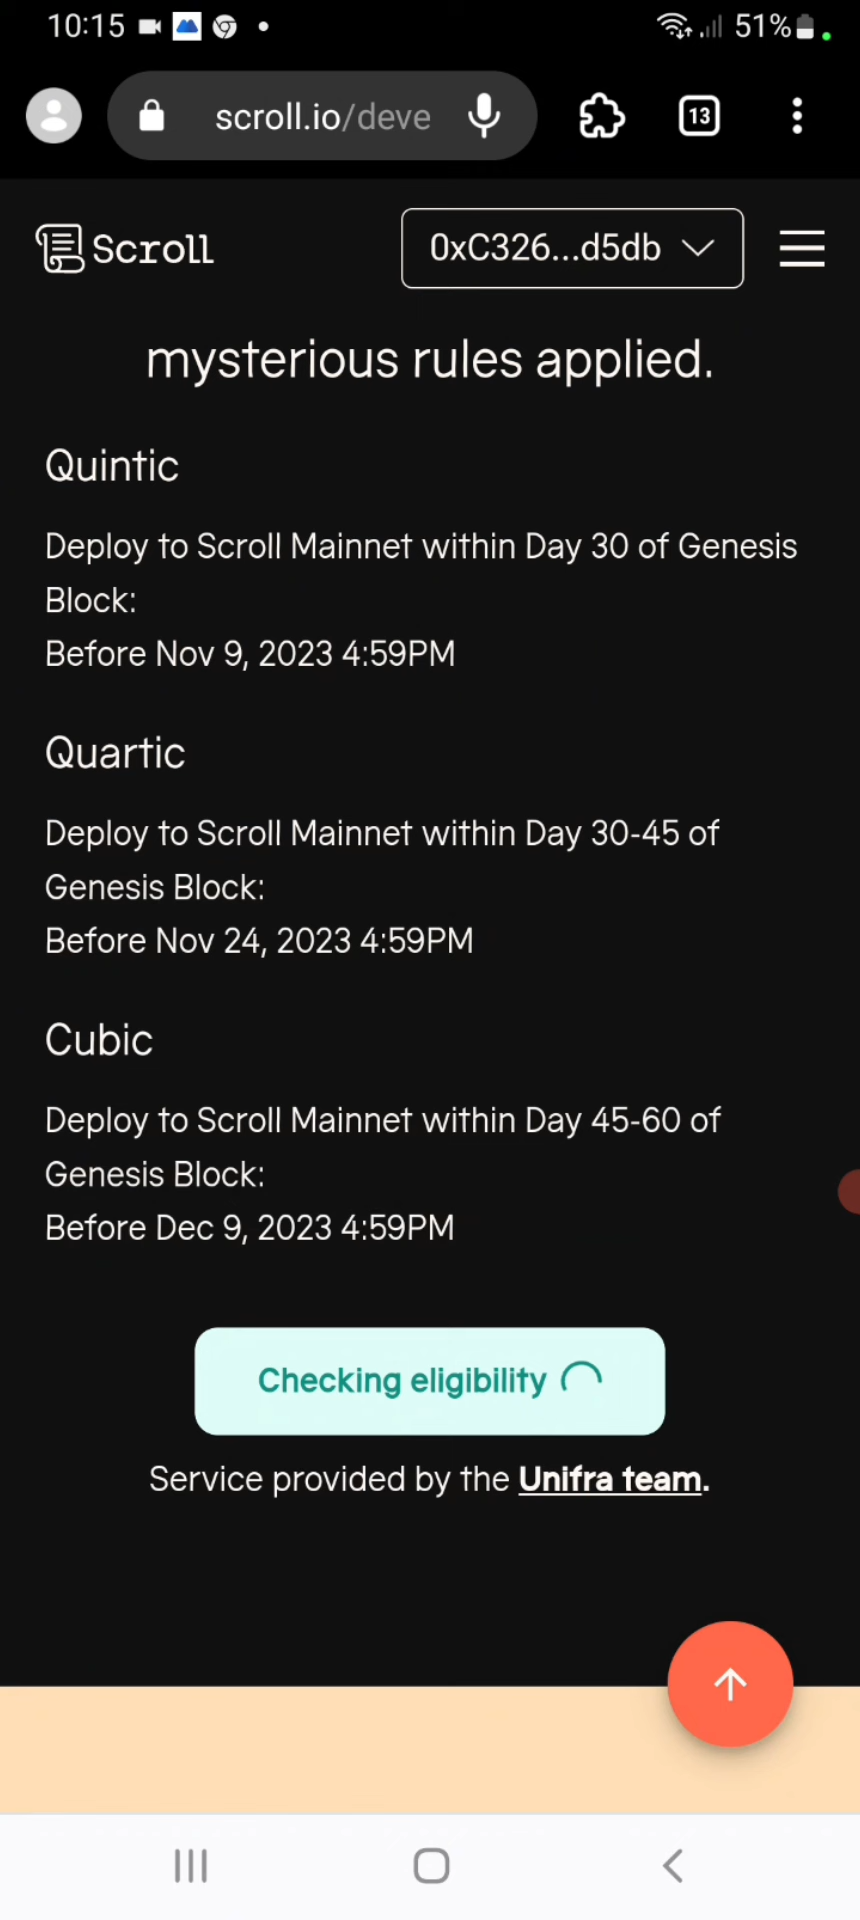 10:15
51%
scroll.io/deve
13
Scroll
0xC326...d5db
mysterious rules applied.
Quintic
Deploy to Scroll Mainnet within Day 30 of Genesis
Block:
Before Nov 9, 2023 4:59PM
Quartic
Deploy to Scroll Mainnet within Day 30-45 of
Genesis Block:
Before Nov 24, 2023 4:59PM
Cubic
Deploy to Scroll Mainnet within Day 45-60 of
Genesis Block:
Before Dec 9, 2023 4:59PM
Checking eligibility
Service provided by the Unifra team.